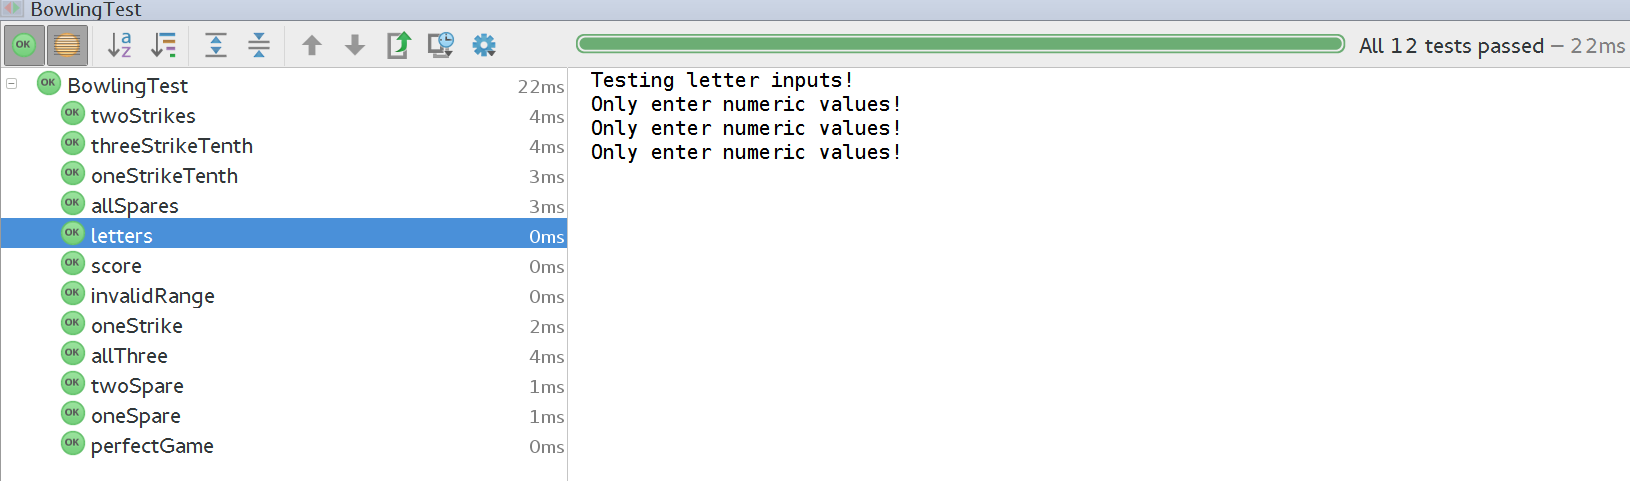 BowlingTest
OK
a
z
All 12 tests passed – 22ms
OK BowlingTest 22ms
OK twoStrikes 4ms
OK threeStrikeTenth 4ms
OK oneStrikeTenth 3ms
OK allSpares 3ms
OK letters 0ms
OK score 0ms
OK invalidRange 0ms
OK oneStrike 2ms
OK allThree 4ms
OK twoSpare 1ms
OK oneSpare 1ms
OK perfectGame 0ms
Testing letter inputs!
Only enter numeric values!
Only enter numeric values!
Only enter numeric values!